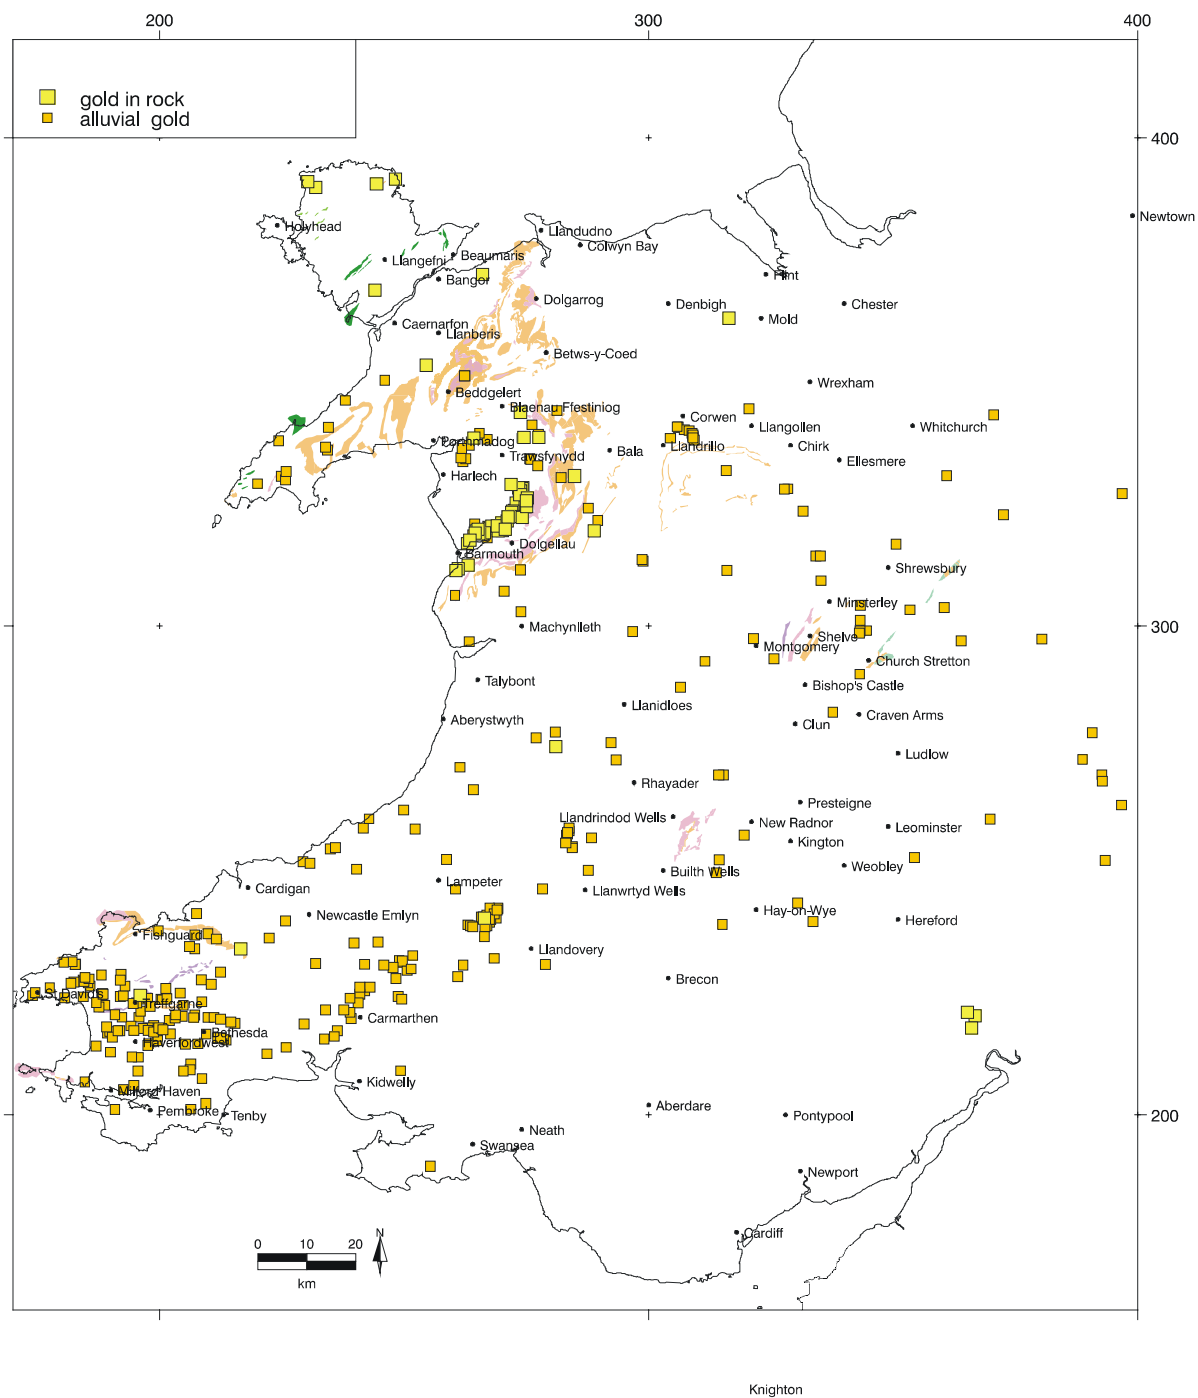 200
300
400
gold in rock
alluvial gold
400
Newtown
Holyhead
Llandudno
Colwyn Bay
Llangefni
Beaumaris
Bangor
Flint
Dolgarrog
Denbigh
Chester
Caernarfon
Llanberis
Mold
Betws-y-Coed
Wrexham
Beddgelert
Blaenau Ffestiniog
Corwen
Llangollen
Whitchurch
Porthmadog
Trawsfynydd
Bala
Llandrillo
Chirk
Ellesmere
Harlech
Dolgellau
Barmouth
Shrewsbury
Minsterley
Machynlleth
Shelve
Montgomery
300
Church Stretton
Talybont
Bishop's Castle
Llanidloes
Aberystwyth
Clun
Craven Arms
Ludlow
Rhayader
Presteigne
Llandrindod Wells
New Radnor
Leominster
Kington
Lampeter
Builth Wells
Weobley
Cardigan
Llanwrtyd Wells
Newcastle Emlyn
Hay-on-Wye
Hereford
Fishguard
Llandovery
Brecon
St Davids
Treffgarne
Carmarthen
Bethesda
Haverfordwest
Milford Haven
Kidwelly
Pembroke
Tenby
Aberdare
Pontypool
200
Neath
Swansea
Newport
Cardiff
0
10
20
km
N
Knighton